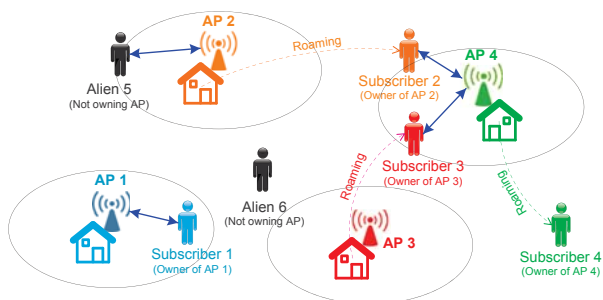 AP 2
Roaming
Alien 5
(Not owning AP)
Subscriber 2
(Owner of AP 2)
AP 4
Subscriber 3
(Owner of AP 3)
Roaming
Roaming
Alien 6
(Not owning AP)
AP 1
Subscriber 1
(Owner of AP 1)
AP 3
Subscriber 4
(Owner of AP 4)